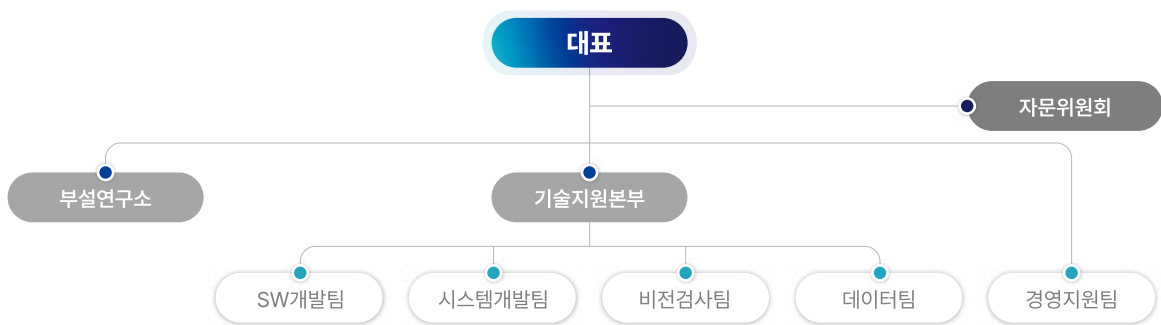 대표
자문위원회
부설연구소
기술지원본부
SW개발팀
시스템개발팀
비전검사팀
데이터팀
경영지원팀